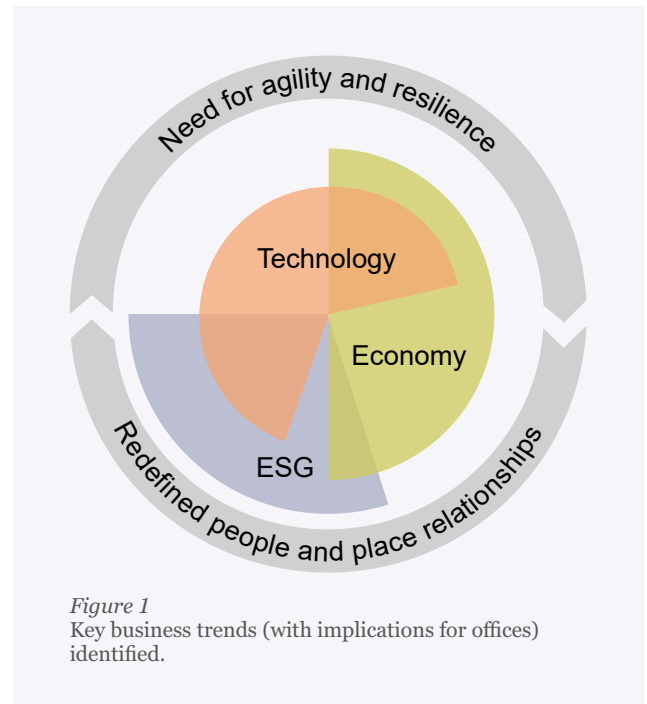 Need for agility and resilience
Technology
Economy
ESG
Redefined people and place relationships
Figure 1
Key business trends (with implications for offices)
identified.